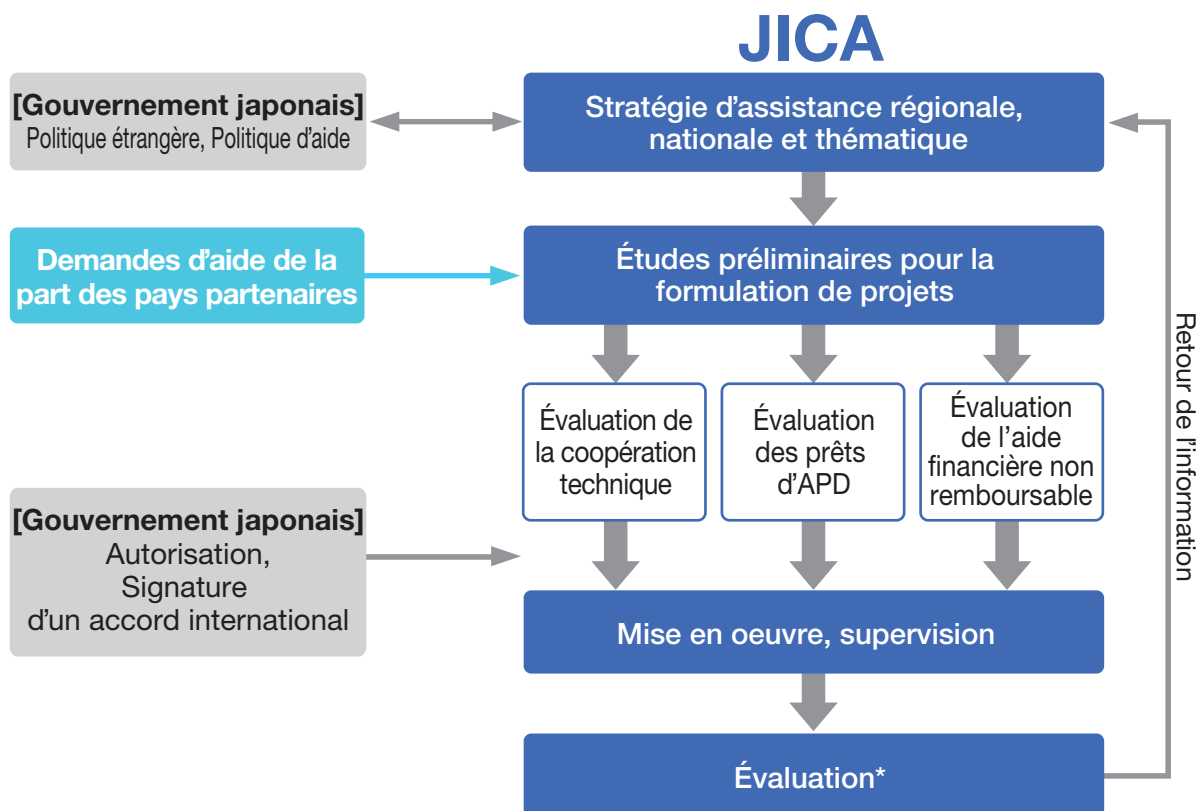 JICA
[Gouvernement japonais]
Politique étrangère, Politique d'aide
Stratégie d'assistance régionale,
nationale et thématique
Demandes d'aide de la
part des pays partenaires
Études préliminaires pour la
formulation de projets
Évaluation de
la coopération
technique
Évaluation
des prêts
d'APD
Évaluation
de l'aide
financière non
remboursable
[Gouvernement japonais]
Autorisation,
Signature
d'un accord international
Mise en oeuvre, supervision
Évaluation*
Retour de l'information